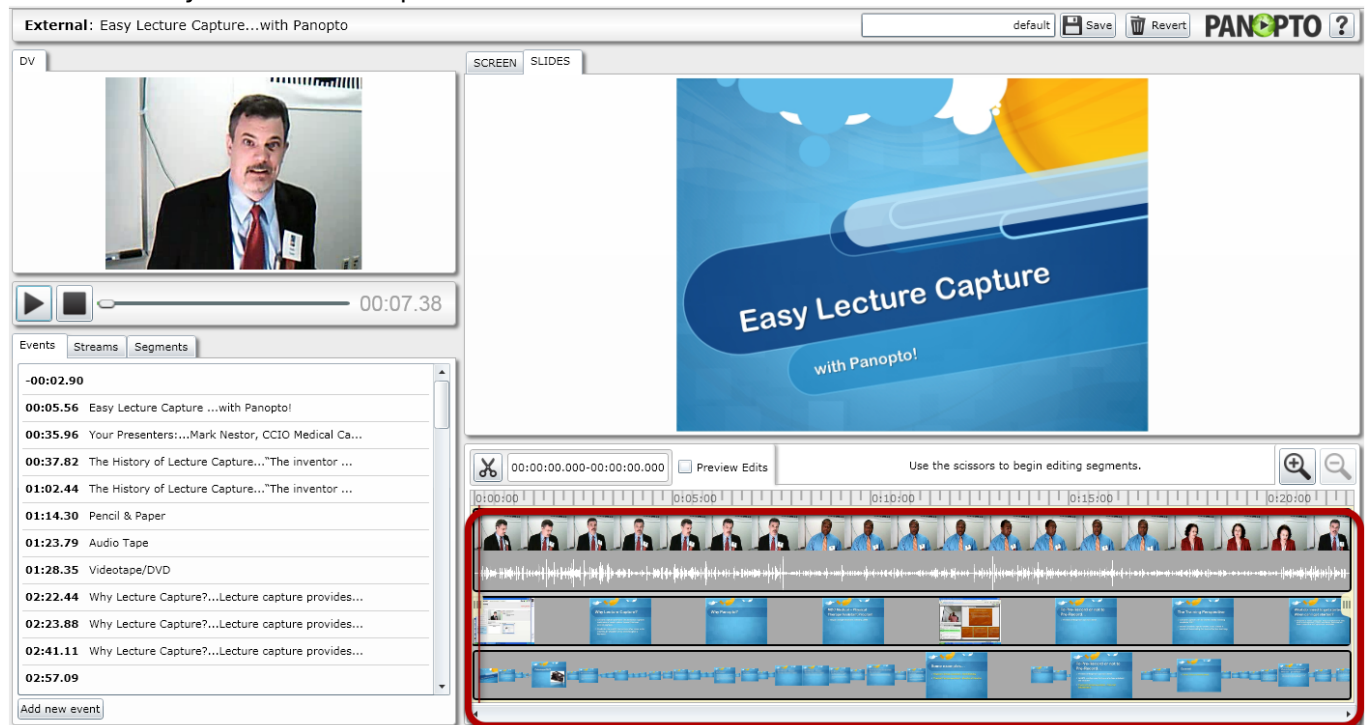 External: Easy Lecture Capture...with Panopto
default
Save
Revert
PANOPTO
?
DV
SCREEN SLIDES
Easy Lecture Capture
with Panopto!
00:07.38
Events Streams Segments
-00:02.90
00:05.56 Easy Lecture Capture ...with Panopto!
00:35.96 Your Presenters:...Mark Nestor, CCIO Medical Ca...
00:37.82 The History of Lecture Capture..."The inventor ...
01:02.44 The History of Lecture Capture..."The inventor ...
01:14.30 Pencil & Paper
01:23.79 Audio Tape
01:28.35 Videotape/DVD
02:22.44 Why Lecture Capture?...Lecture capture provides...
02:23.88 Why Lecture Capture?...Lecture capture provides...
02:41.11 Why Lecture Capture?...Lecture capture provides...
02:57.09
Add new event
00:00:00.000-00:00:00.000
Preview Edits
Use the scissors to begin editing segments.
0:00:00 0:05:00 0:10:00 0:15:00 0:20:00
Why Lecture Capture?
Why Panopto?